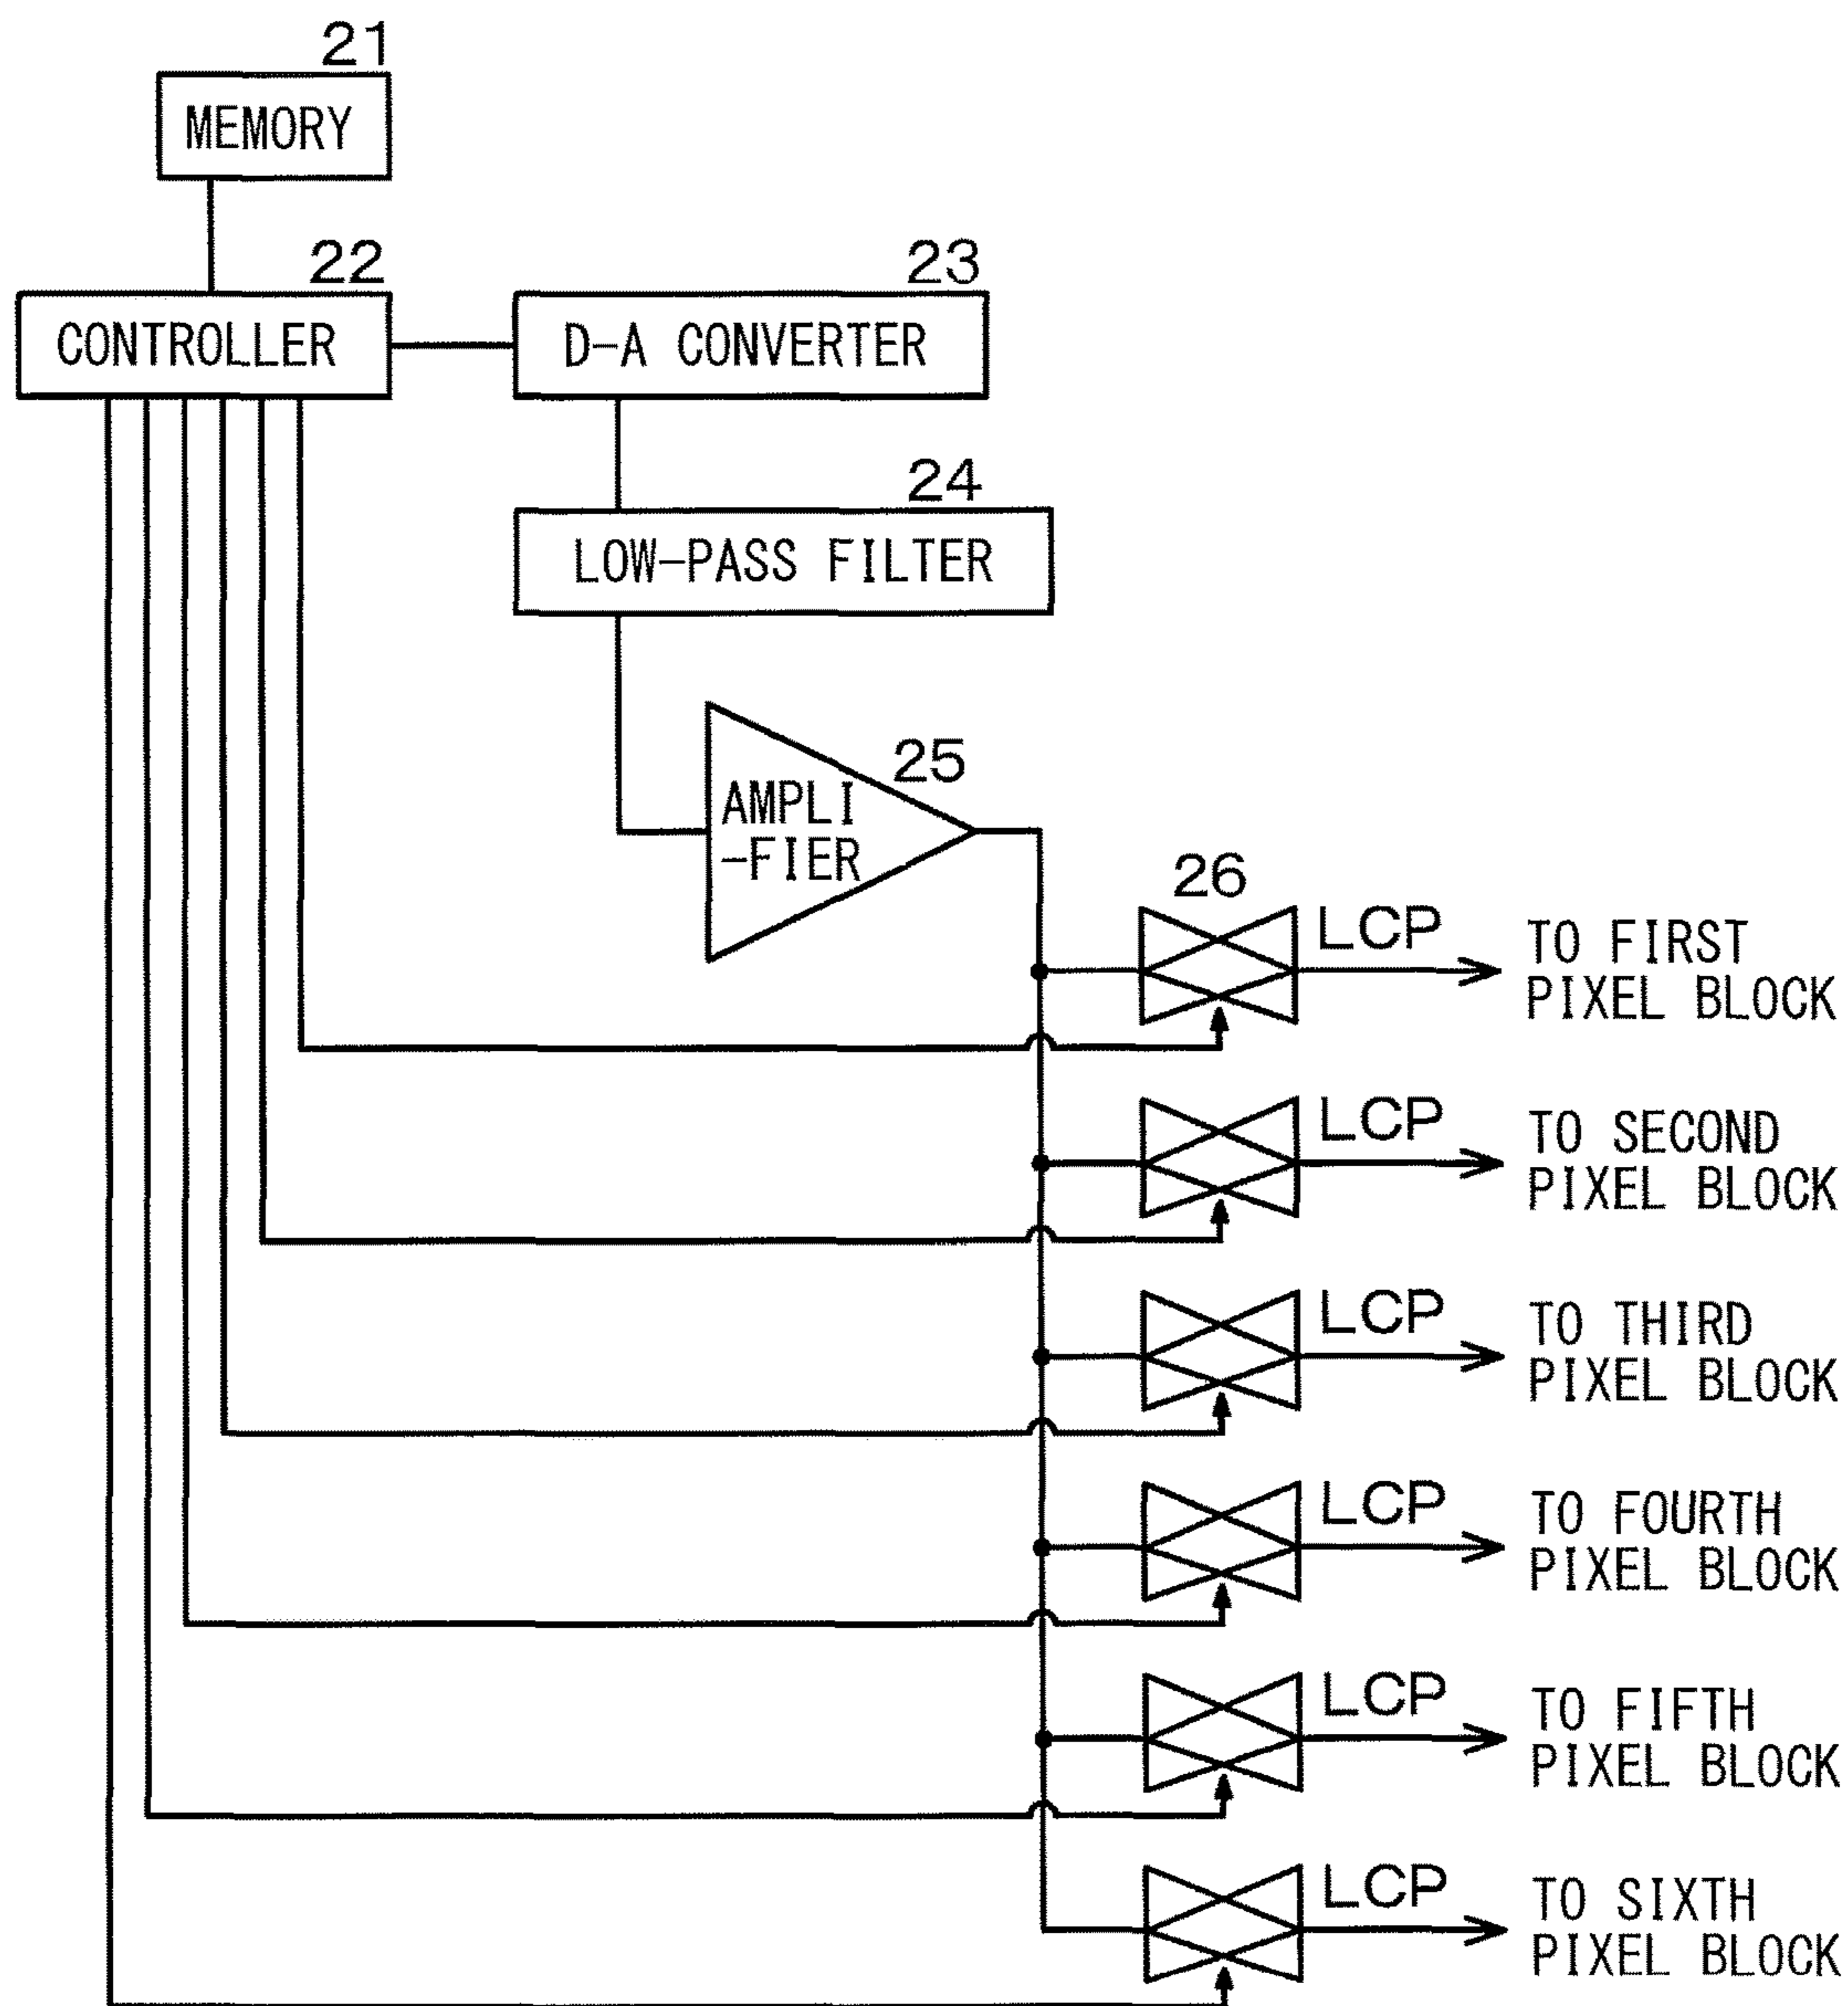 21
MEMORY
22
CONTROLLER
23
D-A CONVERTER
24
LOW-PASS FILTER
25
AMPLI
-FIER
26
LCP
TO FIRST
PIXEL BLOCK
LCP
TO SECOND
PIXEL BLOCK
LCP
TO THIRD
PIXEL BLOCK
LCP
TO FOURTH
PIXEL BLOCK
LCP
TO FIFTH
PIXEL BLOCK
LCP
TO SIXTH
PIXEL BLOCK